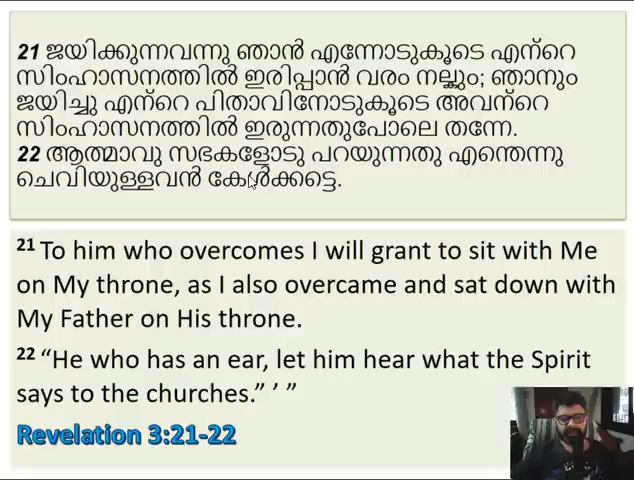 21 ജയിക്കുന്നവന്നു ഞാൻ എന്നോടുകൂടെ എന്റെ
സിംഹാസനത്തിൽ ഇരിപ്പാൻ വരം നല്കും; ഞാനും
ജയിച്ചു എന്റെ പിതാവിനോടുകൂടെ അവന്റെ
സിംഹാസനത്തിൽ ഇരുന്നതുപോലെ തന്നേ.
22 ആത്മാവു സഭകളോടു പറയുന്നതു എന്തെന്നു
ചെവിയുള്ളവൻ കേൾക്കട്ടെ.
21 To him who overcomes I will grant to sit with Me
on My throne, as I also overcame and sat down with
My Father on His throne.
22 “He who has an ear, let him hear what the Spirit
says to the churches.” ’ ”
Revelation 3:21-22